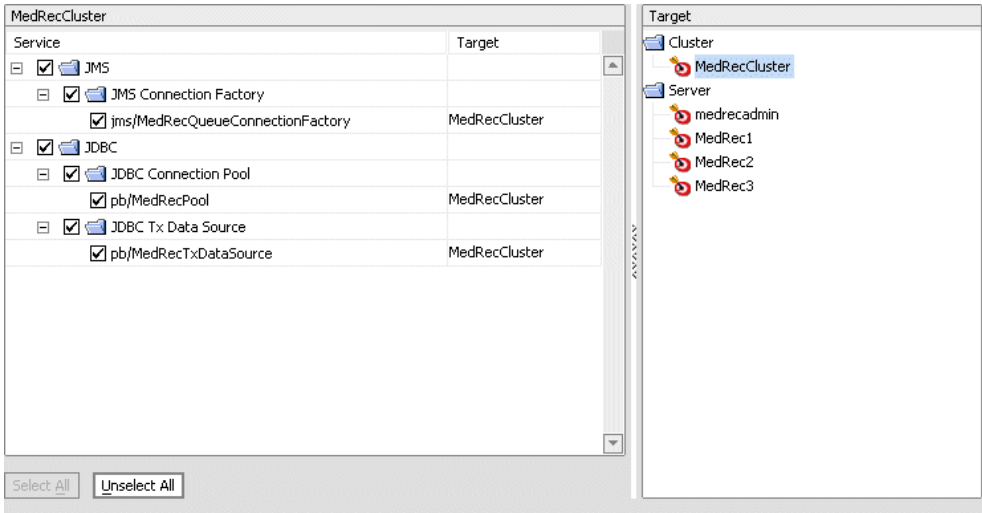 MedRecCluster
Service Target
JMS
JMS Connection Factory
jms/MedRecQueueConnectionFactory MedRecCluster
JDBC
JDBC Connection Pool
pb/MedRecPool MedRecCluster
JDBC Tx Data Source
pb/MedRecTxDataSource MedRecCluster
Select All Unselect All
Target
Cluster
MedRecCluster
Server
medrecadmin
MedRec1
MedRec2
MedRec3